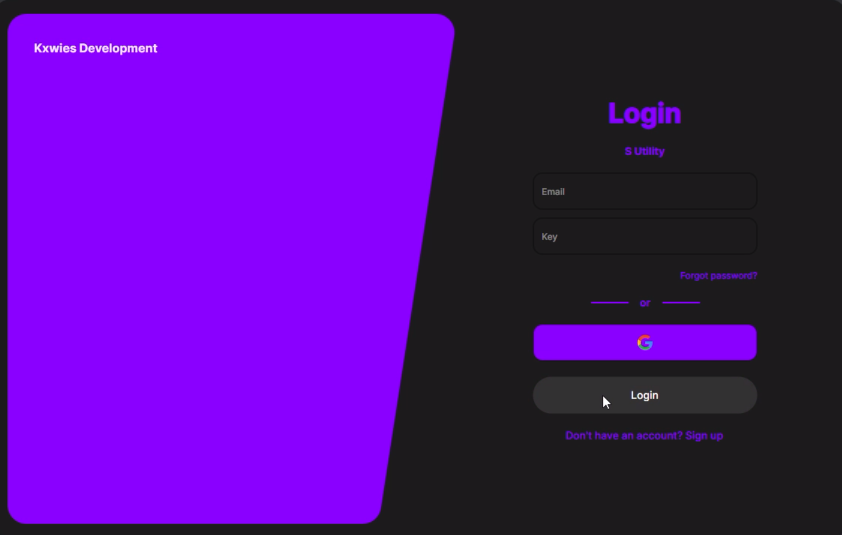 Kxwies Development
Login
S Utility
Email
Key
Forgot password?
or
Login
Don't have an account? Sign up